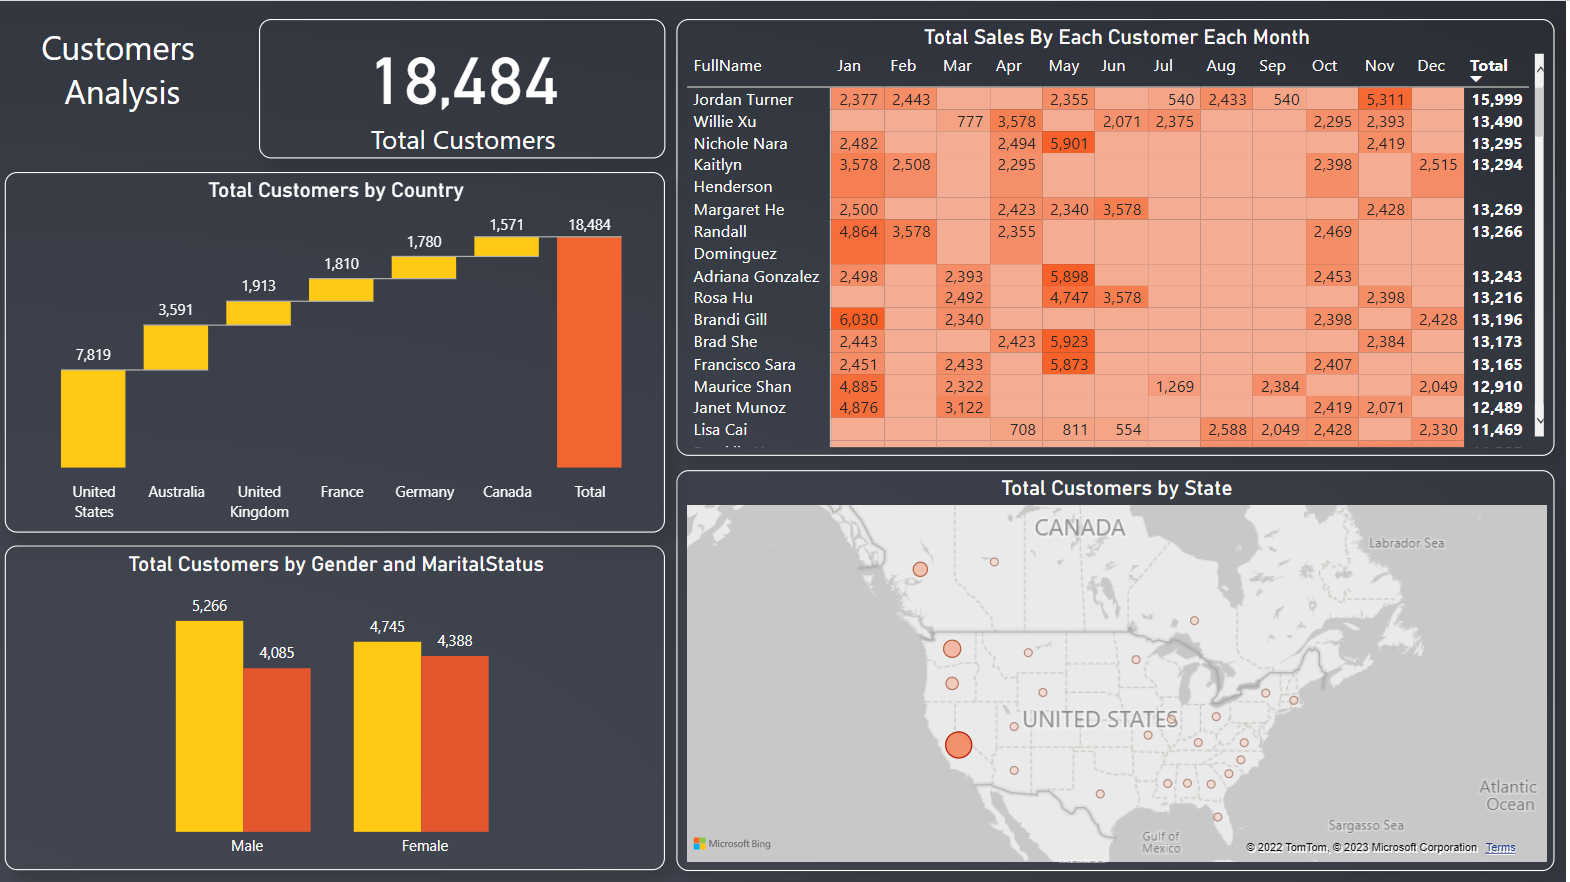 Customers
Analysis
18,484
Total Customers
Total Customers by Country
7,819
3,591
1,913
1,810
1,780
1,571
18,484
United States
Australia
United Kingdom
France
Germany
Canada
Total
Total Customers by Gender and MaritalStatus
5,266
4,085
4,745
4,388
Male
Female
Total Sales By Each Customer Each Month
FullName Jan Feb Mar Apr May Jun Jul Aug Sep Oct Nov Dec Total
Jordan Turner 2,377 2,443 2,355 540 2,433 540 5,311 15,999
Willie Xu 777 3,578 2,071 2,375 2,295 2,393 13,490
Nichole Nara 2,482 2,494 5,901 2,419 13,295
Kaitlyn 3,578 2,508 2,295 2,398 2,515 13,294
Henderson
Margaret He 2,500 2,423 2,340 3,578 2,428 13,269
Randall 4,864 3,578 2,355 2,469 13,266
Dominguez
Adriana Gonzalez 2,498 2,393 5,898 2,453 13,243
Rosa Hu 2,492 4,747 3,578 2,398 13,216
Brandi Gill 6,030 2,340 2,398 2,428 13,196
Brad She 2,443 2,423 5,923 2,384 13,173
Francisco Sara 2,451 2,433 5,873 2,407 13,165
Maurice Shan 4,885 2,322 1,269 2,384 2,049 12,910
Janet Munoz 4,876 3,122 2,419 2,071 12,489
Lisa Cai 708 811 554 2,588 2,049 2,428 2,330 11,469
Total Customers by State
CANADA
Labrador Sea
UNITED STATES
Atlantic
Ocean
Sargasso Sea
Gulf of
Mexico
Microsoft Bing
© 2022 TomTom, © 2023 Microsoft Corporation Terms